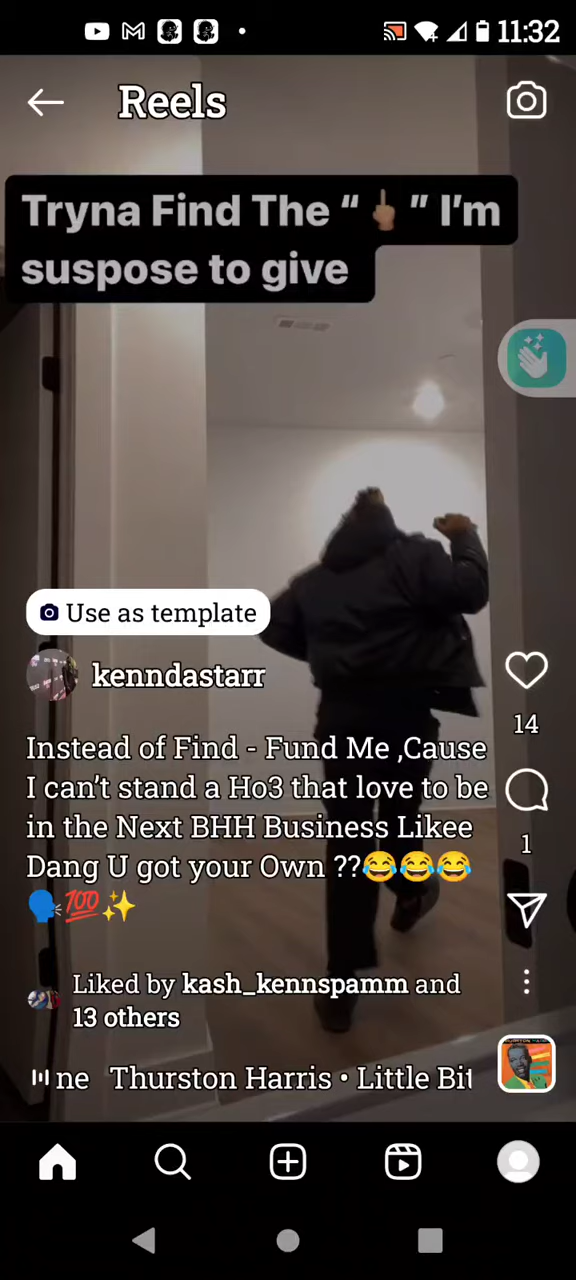 11:32
Reels
Tryna Find The “🖕🏼” I’m
suspose to give
Use as template
kenndastarr
Instead of Find - Fund Me ,Cause
I can’t stand a Ho3 that love to be
in the Next BHH Business Likee
Dang U got your Own ??😂😂😂
🗣️💯✨
14
1
Liked by kash_kennspamm and
13 others
ne Thurston Harris • Little Bit